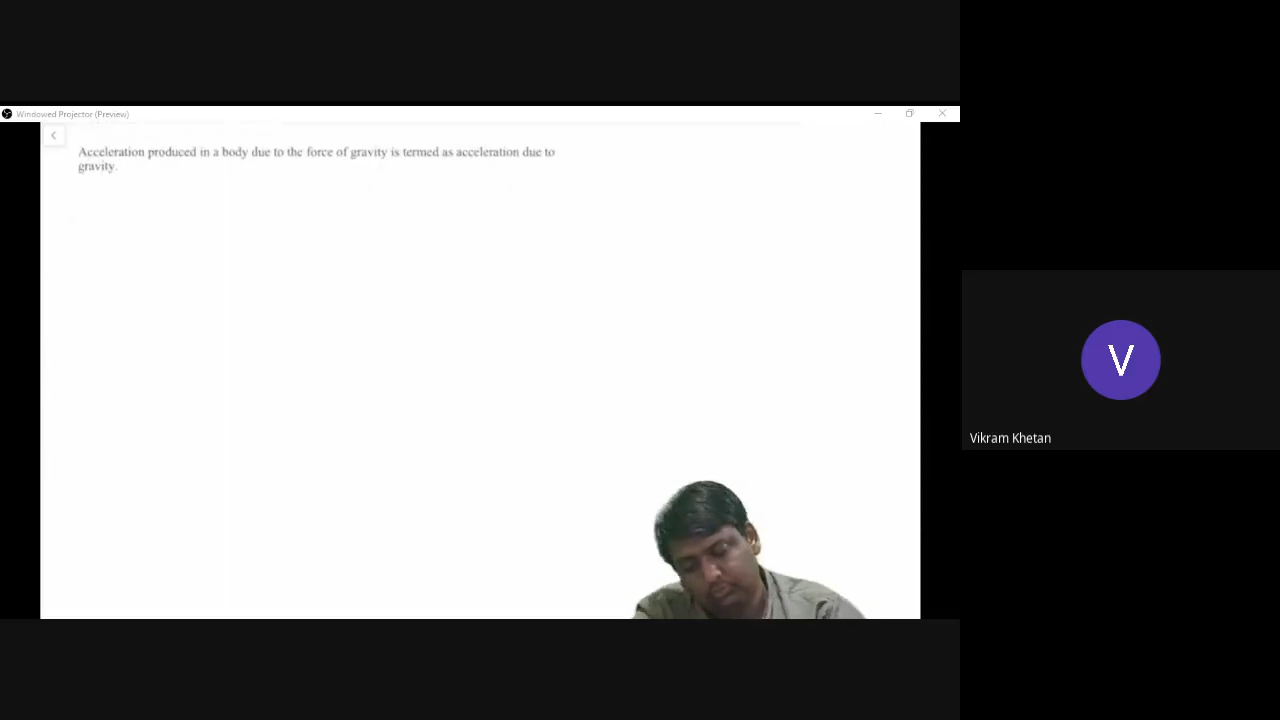 Windowed Projector (Preview)
Acceleration produced in a body due to the force of gravity is termed as acceleration due to
gravity.
V
Vikram Khetan